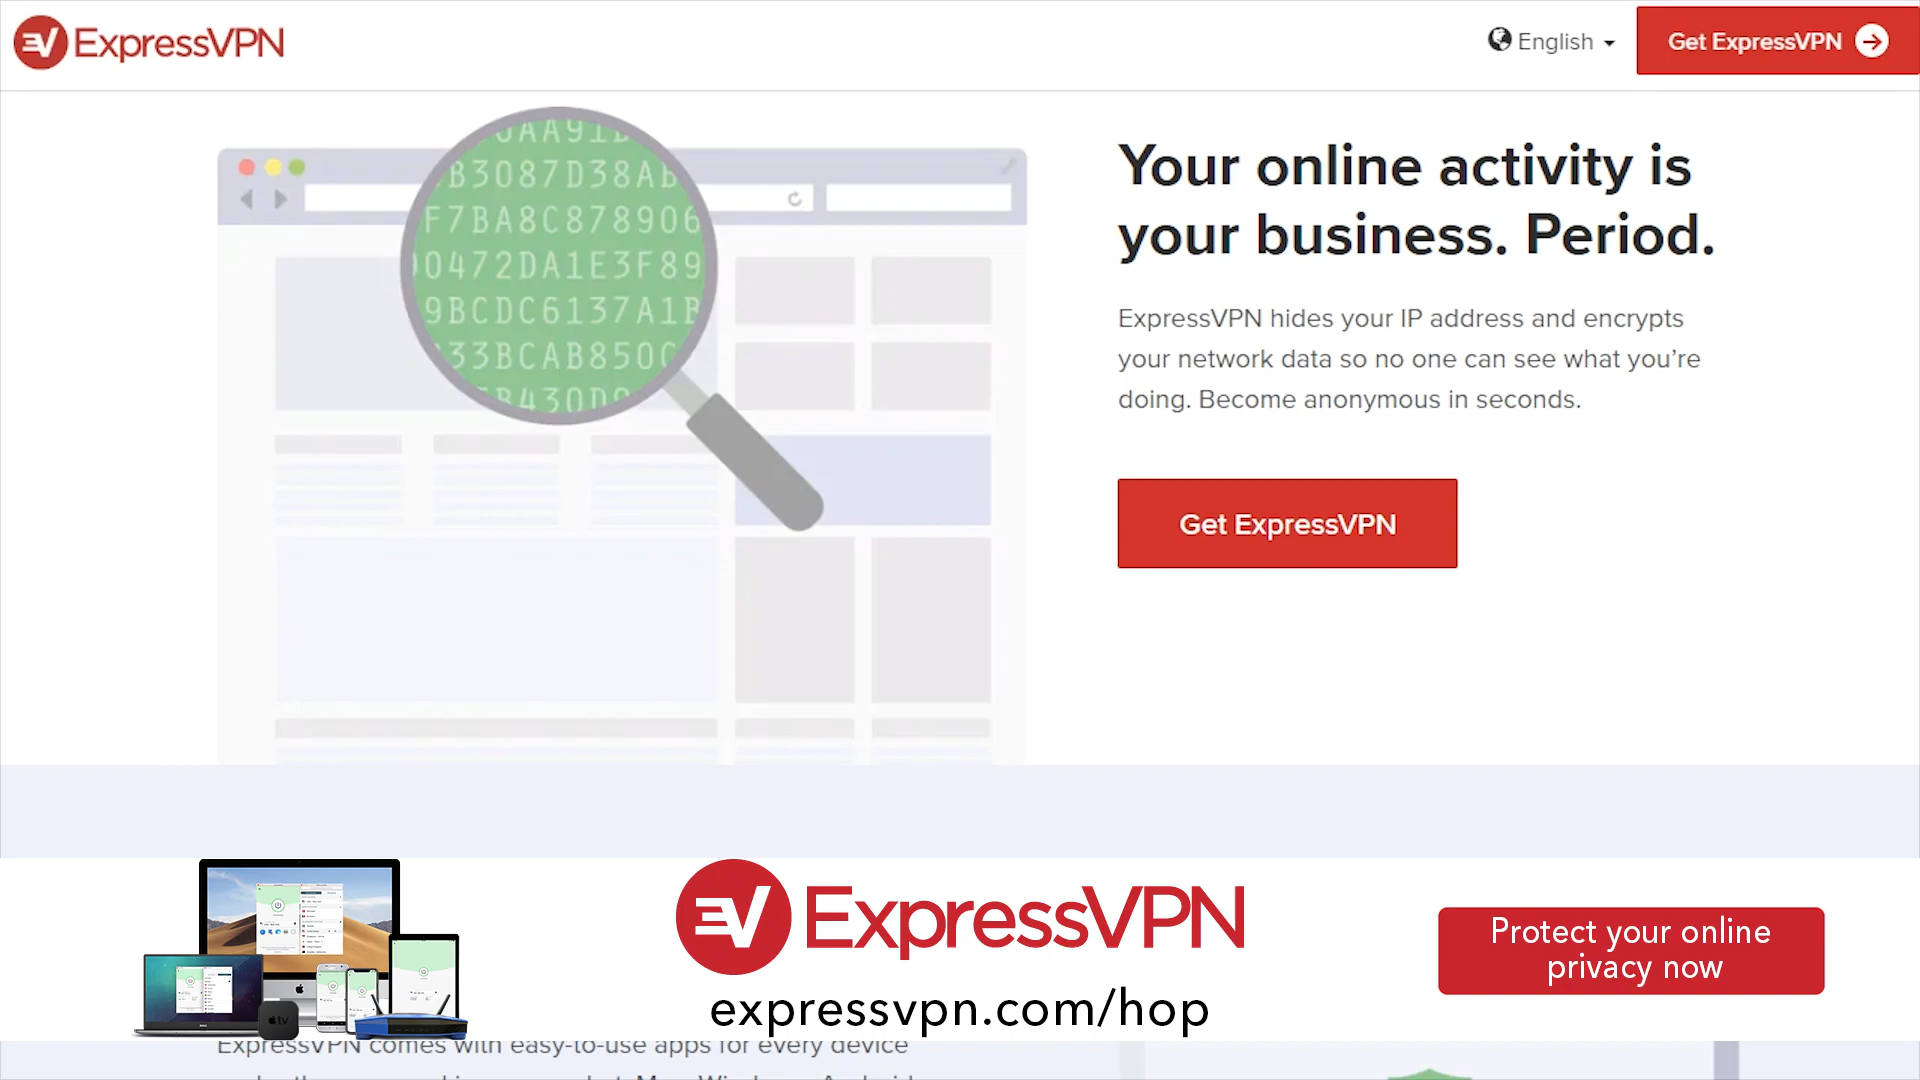 ExpressVPN
English
Get ExpressVPN
Your online activity is
your business. Period.
ExpressVPN hides your IP address and encrypts
your network data so no one can see what you’re
doing. Become anonymous in seconds.
Get ExpressVPN
B3087D38AB
F7BA8C878906
0472DA1E3F89
9BCDC6137A1B
33BCAB850C
B430D9
ExpressVPN
expressvpn.com/hop
Protect your online
privacy now
ExpressVPN comes with easy-to-use apps for every device